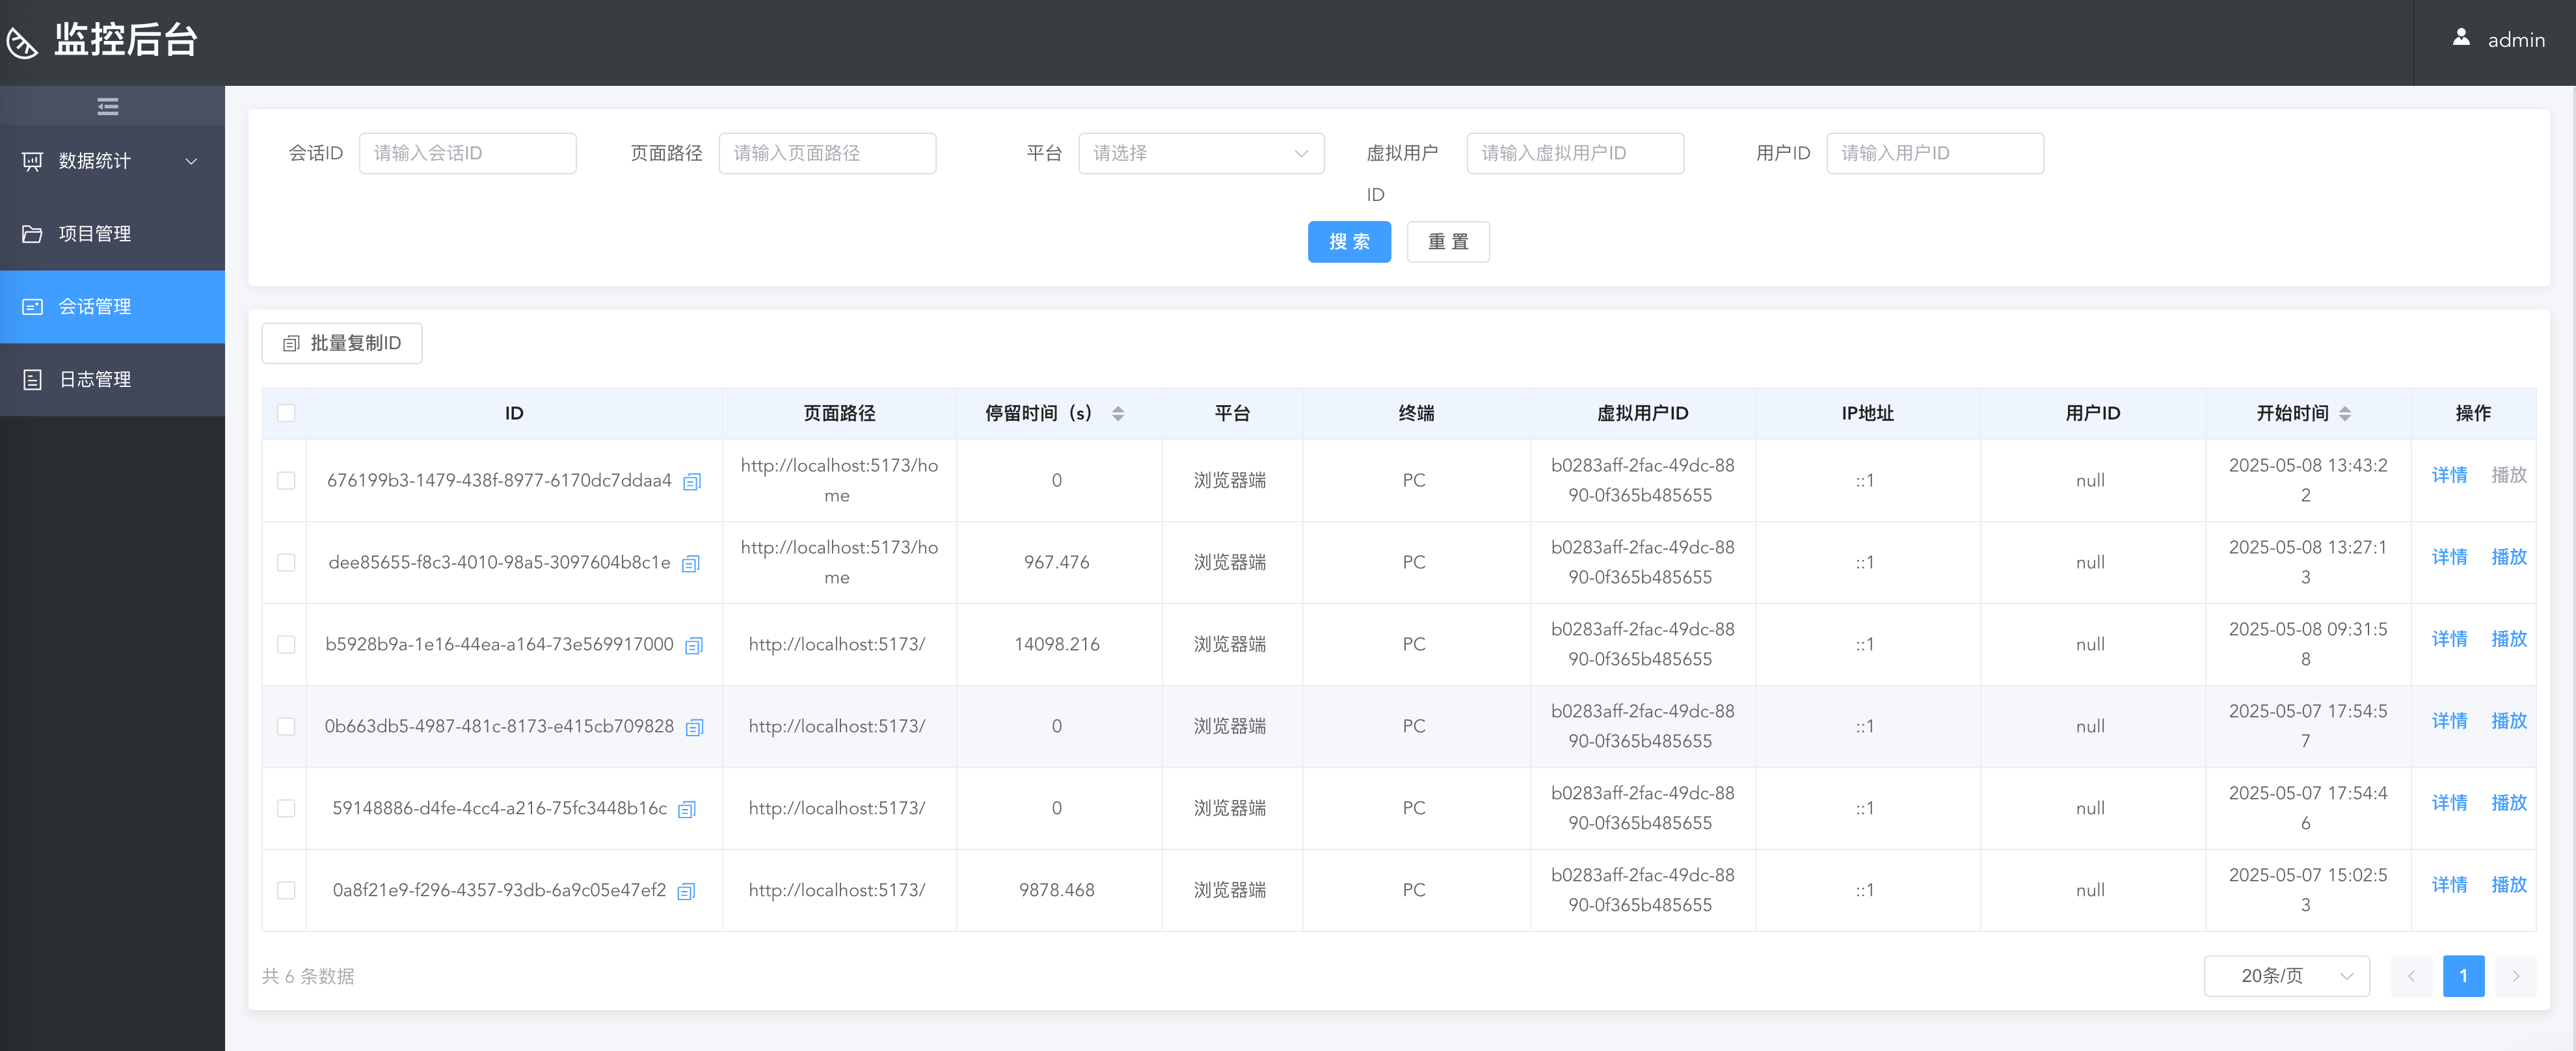 监控后台
admin
数据统计
项目管理
会话管理
日志管理
会话ID 请输入会话ID 页面路径 请输入页面路径 平台 请选择 虚拟用户ID 请输入虚拟用户ID 用户ID 请输入用户ID
搜 索 重 置
批量复制ID
ID 页面路径 停留时间（s） 平台 终端 虚拟用户ID IP地址 用户ID 开始时间 操作
676199b3-1479-438f-8977-6170dc7ddaa4 http://localhost:5173/home 0 浏览器端 PC b0283aff-2fac-49dc-8890-0f365b485655 ::1 null 2025-05-08 13:43:22 详情 播放
dee85655-f8c3-4010-98a5-3097604b8c1e http://localhost:5173/home 967.476 浏览器端 PC b0283aff-2fac-49dc-8890-0f365b485655 ::1 null 2025-05-08 13:27:13 详情 播放
b5928b9a-1e16-44ea-a164-73e569917000 http://localhost:5173/ 14098.216 浏览器端 PC b0283aff-2fac-49dc-8890-0f365b485655 ::1 null 2025-05-08 09:31:58 详情 播放
0b663db5-4987-481c-8173-e415cb709828 http://localhost:5173/ 0 浏览器端 PC b0283aff-2fac-49dc-8890-0f365b485655 ::1 null 2025-05-07 17:54:57 详情 播放
59148886-d4fe-4cc4-a216-75fc3448b16c http://localhost:5173/ 0 浏览器端 PC b0283aff-2fac-49dc-8890-0f365b485655 ::1 null 2025-05-07 17:54:46 详情 播放
0a8f21e9-f296-4357-93db-6a9c05e47ef2 http://localhost:5173/ 9878.468 浏览器端 PC b0283aff-2fac-49dc-8890-0f365b485655 ::1 null 2025-05-07 15:02:53 详情 播放
共 6 条数据 20条/页 1